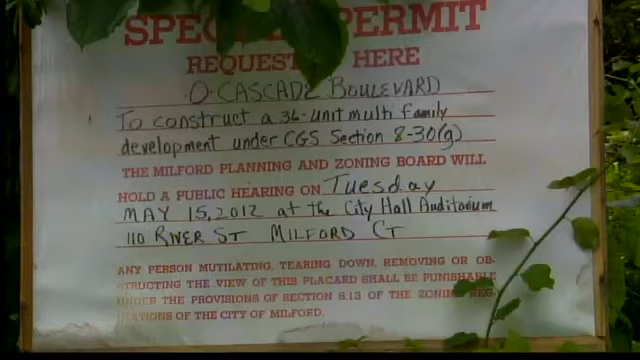 PERMIT
REQUEST HERE
O-CASCADE BOULEVARD
To construct a 36-unit multi family
development under CGS Section 8-30(g)
THE MILFORD PLANNING AND ZONING BOARD WILL
HOLD A PUBLIC HEARING ON Tuesday
MAY 15, 2012 at the City Hall Auditorium
110 RIVER ST MILFORD CT
ANY PERSON MUTILATING, TEARING DOWN, REMOVING OR OB-
STRUCTING THE VIEW OF THIS PLACARD SHALL BE PUNISHABLE
UNDER THE PROVISIONS OF SECTION 8.13 OF THE ZONING REG-
ULATIONS OF THE CITY OF MILFORD.